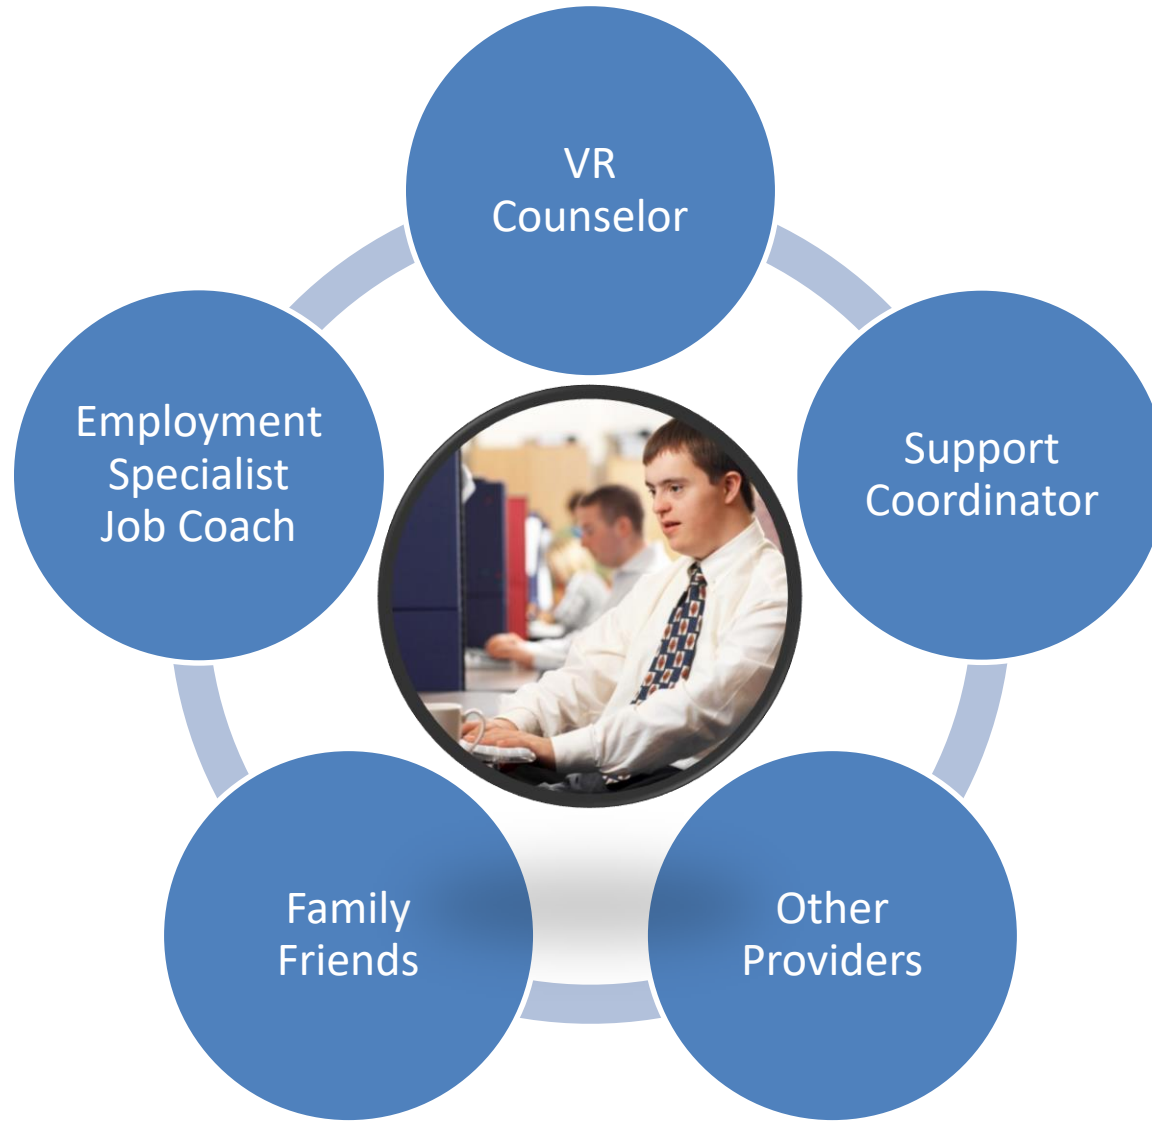 VR
Counselor
Employment
Specialist
Job Coach
Support
Coordinator
Family
Friends
Other
Providers